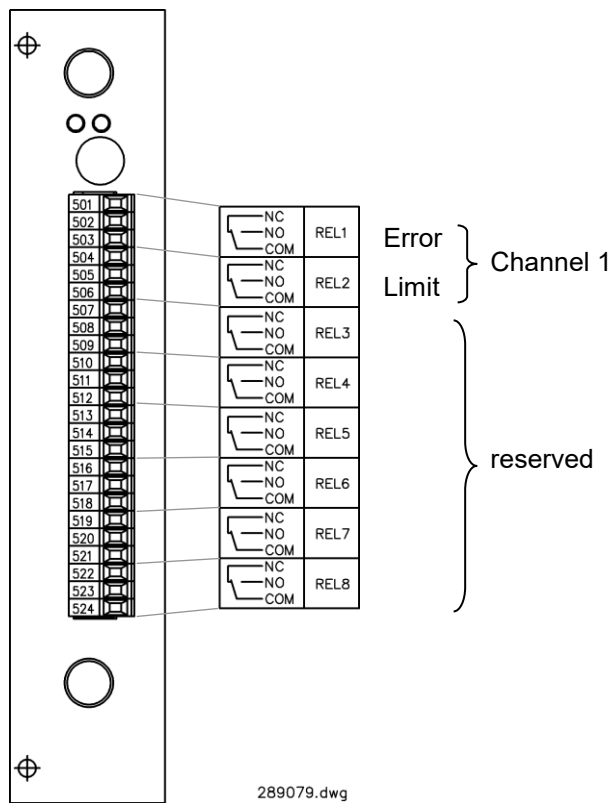 501
502
503
504
505
506
507
508
509
510
511
512
513
514
515
516
517
518
519
520
521
522
523
524
NC
NO REL1
COM
NC
NO REL2
COM
NC
NO REL3
COM
NC
NO REL4
COM
NC
NO REL5
COM
NC
NO REL6
COM
NC
NO REL7
COM
NC
NO REL8
COM
Error
Limit
Channel 1
reserved
289079.dwg